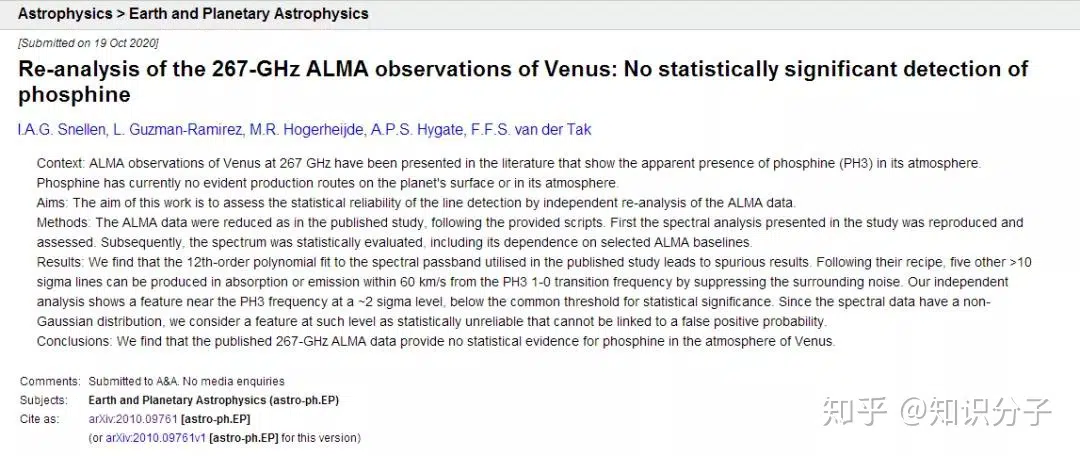 Astrophysics > Earth and Planetary Astrophysics
[Submitted on 19 Oct 2020]
Re-analysis of the 267-GHz ALMA observations of Venus: No statistically significant detection of
phosphine
I.A.G. Snellen, L. Guzman-Ramirez, M.R. Hogerheijde, A.P.S. Hygate, F.F.S. van der Tak
Context: ALMA observations of Venus at 267 GHz have been presented in the literature that show the apparent presence of phosphine (PH3) in its atmosphere.
Phosphine has currently no evident production routes on the planet's surface or in its atmosphere.
Aims: The aim of this work is to assess the statistical reliability of the line detection by independent re-analysis of the ALMA data.
Methods: The ALMA data were reduced as in the published study, following the provided scripts. First the spectral analysis presented in the study was reproduced and
assessed. Subsequently, the spectrum was statistically evaluated, including its dependence on selected ALMA baselines.
Results: We find that the 12th-order polynomial fit to the spectral passband utilised in the published study leads to spurious results. Following their recipe, five other >10
sigma lines can be produced in absorption or emission within 60 km/s from the PH3 1-0 transition frequency by suppressing the surrounding noise. Our independent
analysis shows a feature near the PH3 frequency at a ~2 sigma level, below the common threshold for statistical significance. Since the spectral data have a non-
Gaussian distribution, we consider a feature at such level as statistically unreliable that cannot be linked to a false positive probability.
Conclusions: We find that the published 267-GHz ALMA data provide no statistical evidence for phosphine in the atmosphere of Venus.
Comments: Submitted to A&A. No media enquiries
Subjects: Earth and Planetary Astrophysics (astro-ph.EP)
Cite as: arXiv:2010.09761 [astro-ph.EP]
(or arXiv:2010.09761v1 [astro-ph.EP] for this version)
知乎 @知识分子